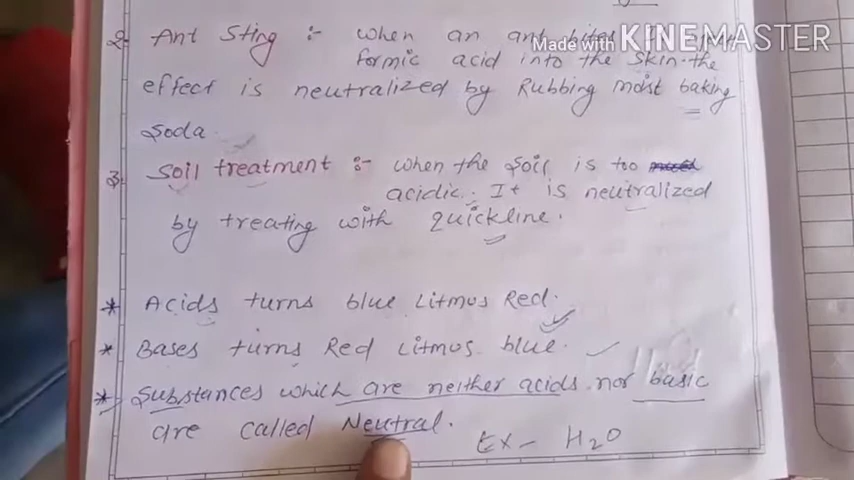 Made with KINEMASTER
2- Ant Sting :- when an ant bites
formic acid into the skin. the
effect is neutralized by Rubbing moist baking
Soda
3- Soil treatment :- when the Soil is too
acidic. It is neutralized
by treating with quickline.
* Acids turns blue Litmus Red.
* Bases turns Red Litmus blue.
* Substances which are neither acids nor basic
are called Neutral.
Ex- H2O